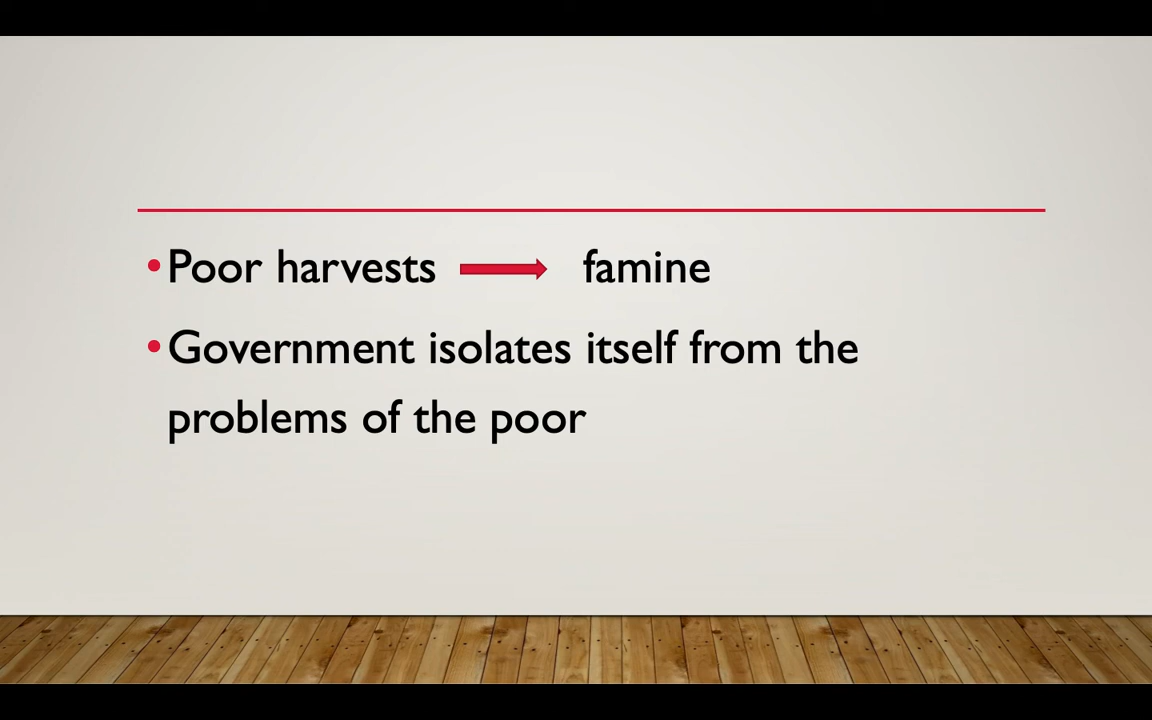 •Poor harvests famine
•Government isolates itself from the
problems of the poor